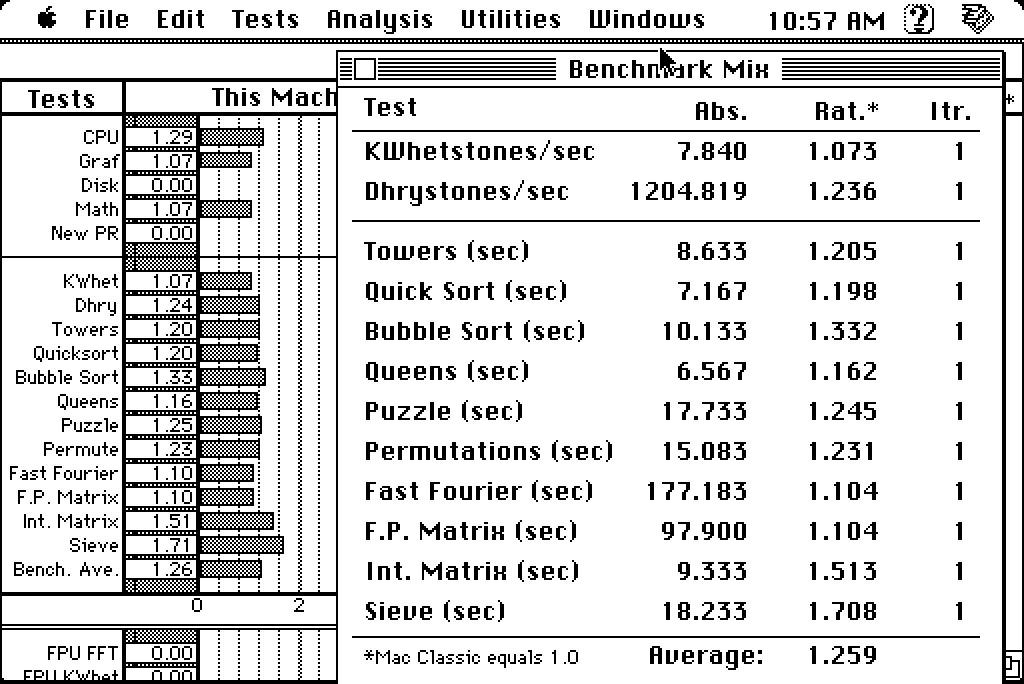 File Edit Tests Analysis Utilities Windows 10:57 AM
Tests This Mach
CPU 1.29
Graf 1.07
Disk 0.00
Math 1.07
New PR 0.00
KWhet 1.07
Dhry 1.24
Towers 1.20
Quicksort 1.20
Bubble Sort 1.33
Queens 1.16
Puzzle 1.25
Permute 1.23
Fast Fourier 1.10
F.P. Matrix 1.10
Int. Matrix 1.51
Sieve 1.71
Bench. Ave. 1.26
0 2
FPU FFT 0.00
FPU KWhet 0.00
Benchmark Mix
*
Test Abs. Rat.* Itr.
KWhetstones/sec 7.840 1.073 1
Dhrystones/sec 1204.819 1.236 1
Towers (sec) 8.633 1.205 1
Quick Sort (sec) 7.167 1.198 1
Bubble Sort (sec) 10.133 1.332 1
Queens (sec) 6.567 1.162 1
Puzzle (sec) 17.733 1.245 1
Permutations (sec) 15.083 1.231 1
Fast Fourier (sec) 177.183 1.104 1
F.P. Matrix (sec) 97.900 1.104 1
Int. Matrix (sec) 9.333 1.513 1
Sieve (sec) 18.233 1.708 1
*Mac Classic equals 1.0 Average: 1.259